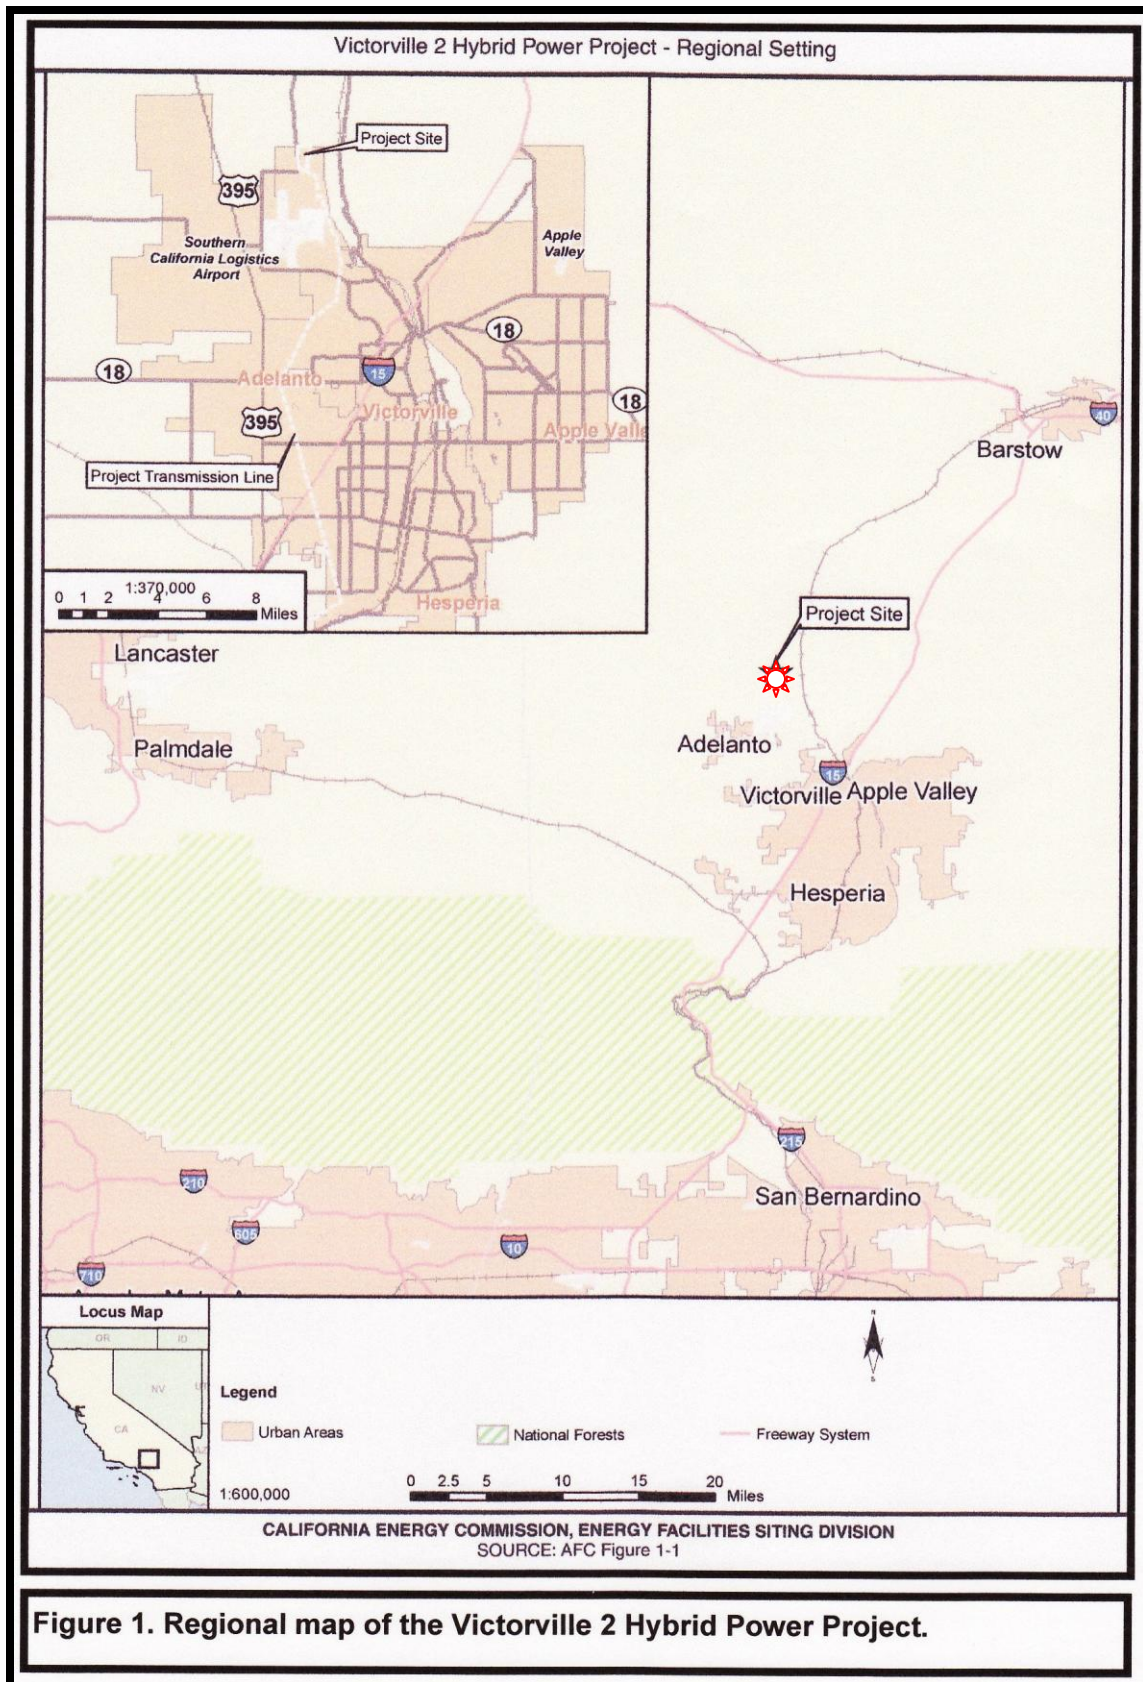 Victorville 2 Hybrid Power Project - Regional Setting
Project Site
395
Southern
California Logistics
Airport
Apple
Valley
18
18
15
Adelanto
18
Victorville
395
Apple Valle
Project Transmission Line
1:370,000
0 1 2 4 6 8
Miles
Hesperia
40
Barstow
Project Site
Lancaster
Palmdale
Adelanto
15
Victorville
Apple Valley
Hesperia
215
210
San Bernardino
605
10
710
Locus Map
OR
ID
NV
CA
N
S
Legend
Urban Areas
National Forests
Freeway System
1:600,000
0 2.5 5 10 15 20
Miles
CALIFORNIA ENERGY COMMISSION, ENERGY FACILITIES SITING DIVISION
SOURCE: AFC Figure 1-1
Figure 1. Regional map of the Victorville 2 Hybrid Power Project.